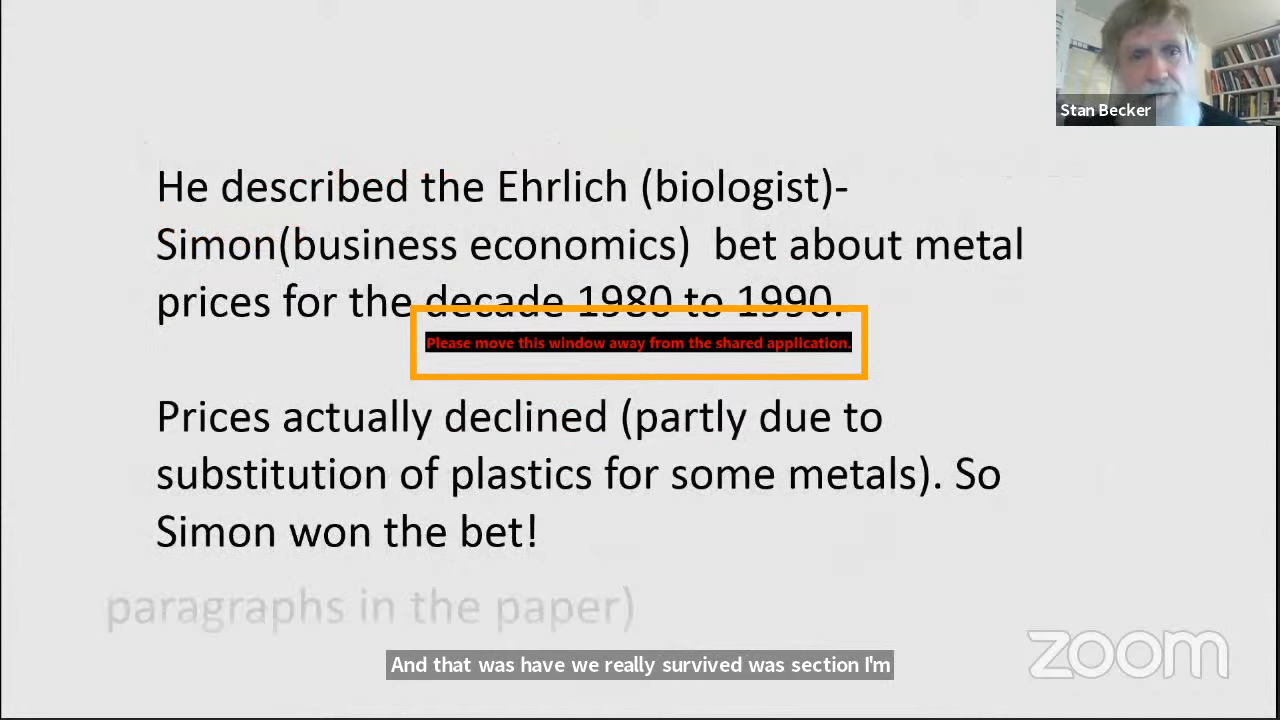 Stan Becker
He described the Ehrlich (biologist)-
Simon(business economics)  bet about metal
prices for the decade 1980 to 1990.
Please move this window away from the shared application.
Prices actually declined (partly due to
substitution of plastics for some metals). So
Simon won the bet!
paragraphs in the paper)
zoom
And that was have we really survived was section I'm